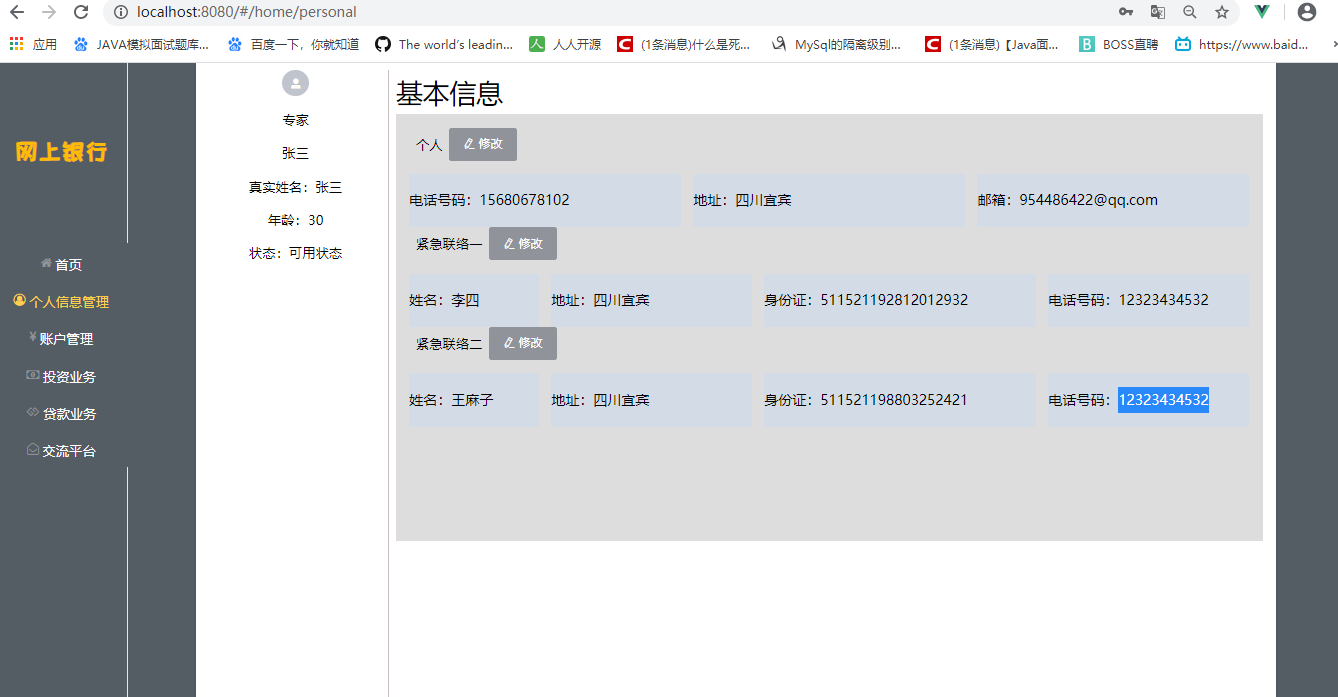 localhost:8080/#/home/personal
应用 JAVA模拟面试题库... 百度一下，你就知道 The world's leadin... 人人开源 (1条消息)什么是死... MySql的隔离级别... (1条消息)【Java面... BOSS直聘 https://www.baid...
网上银行
首页
个人信息管理
账户管理
投资业务
贷款业务
交流平台
专家
张三
真实姓名：张三
年龄：30
状态：可用状态
基本信息
个人 修改
电话号码：15680678102 地址：四川宜宾 邮箱：954486422@qq.com
紧急联络一 修改
姓名：李四 地址：四川宜宾 身份证：511521192812012932 电话号码：12323434532
紧急联络二 修改
姓名：王麻子 地址：四川宜宾 身份证：511521198803252421 电话号码：12323434532